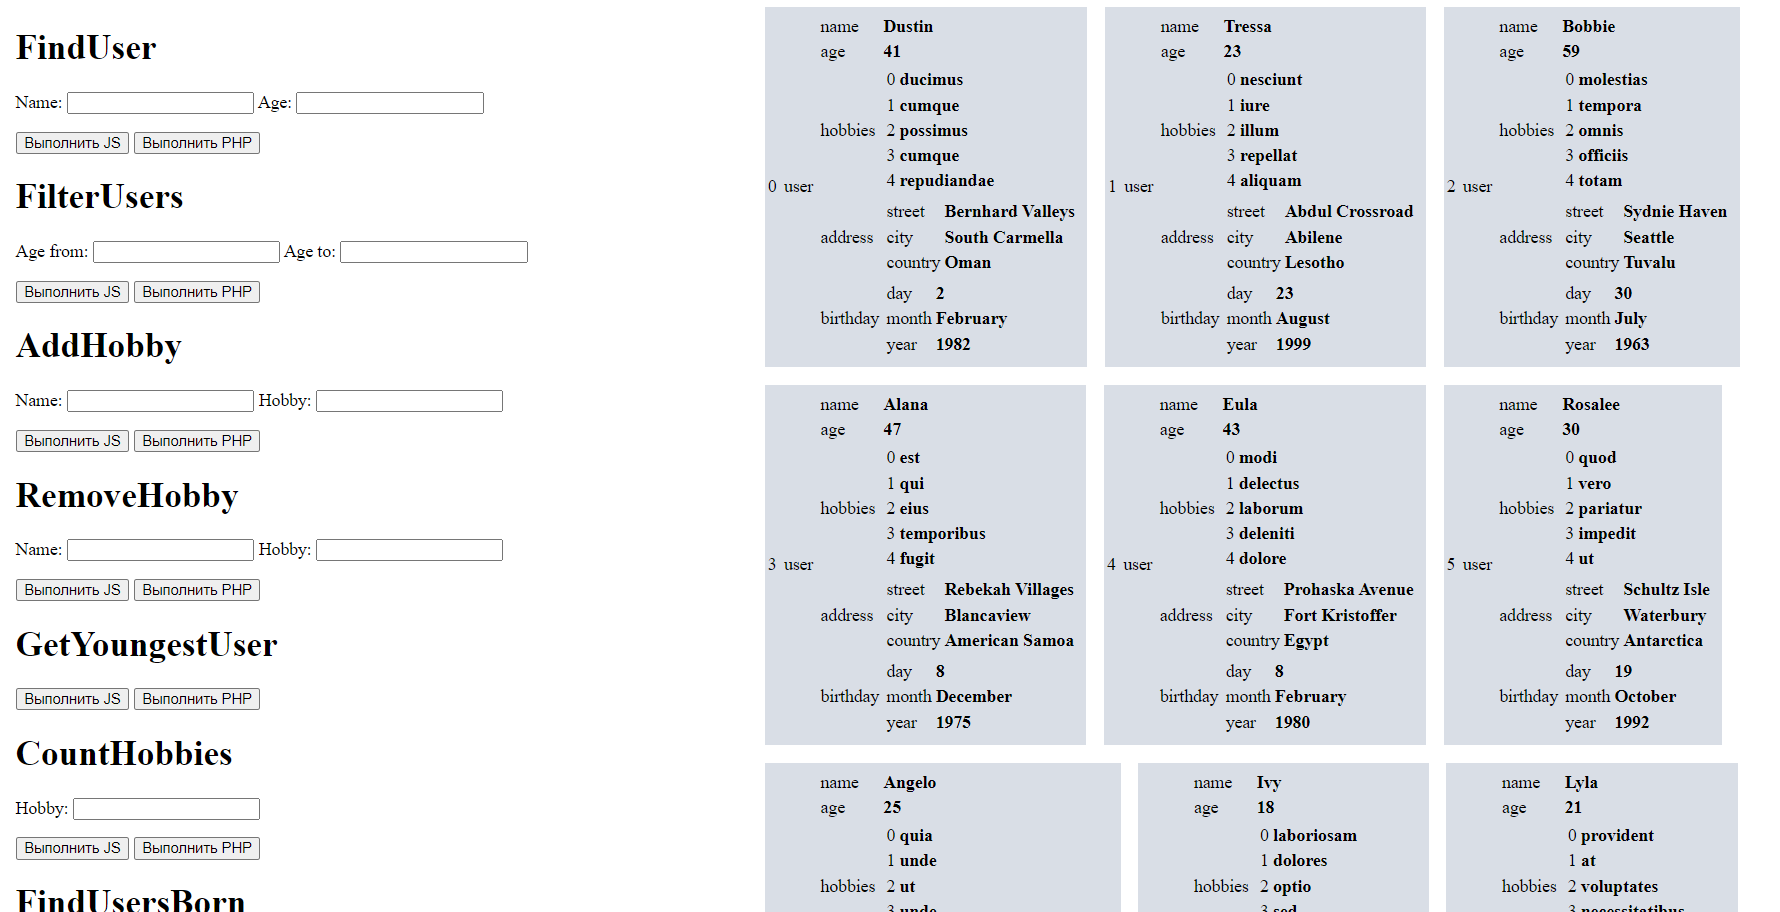 FindUser
Name: Age:
Выполнить JS Выполнить PHP
FilterUsers
Age from: Age to:
Выполнить JS Выполнить PHP
AddHobby
Name: Hobby:
Выполнить JS Выполнить PHP
RemoveHobby
Name: Hobby:
Выполнить JS Выполнить PHP
GetYoungestUser
Выполнить JS Выполнить PHP
CountHobbies
Hobby:
Выполнить JS Выполнить PHP
FindUsersBorn
0 user
name Dustin
age 41
hobbies
0 ducimus
1 cumque
2 possimus
3 cumque
4 repudiandae
address
street Bernhard Valleys
city South Carmella
country Oman
birthday
day 2
month February
year 1982
1 user
name Tressa
age 23
hobbies
0 nesciunt
1 iure
2 illum
3 repellat
4 aliquam
address
street Abdul Crossroad
city Abilene
country Lesotho
birthday
day 23
month August
year 1999
2 user
name Bobbie
age 59
hobbies
0 molestias
1 tempora
2 omnis
3 officiis
4 totam
address
street Sydnie Haven
city Seattle
country Tuvalu
birthday
day 30
month July
year 1963
3 user
name Alana
age 47
hobbies
0 est
1 qui
2 eius
3 temporibus
4 fugit
address
street Rebekah Villages
city Blancaview
country American Samoa
birthday
day 8
month December
year 1975
4 user
name Eula
age 43
hobbies
0 modi
1 delectus
2 laborum
3 deleniti
4 dolore
address
street Prohaska Avenue
city Fort Kristoffer
country Egypt
birthday
day 8
month February
year 1980
5 user
name Rosalee
age 30
hobbies
0 quod
1 vero
2 pariatur
3 impedit
4 ut
address
street Schultz Isle
city Waterbury
country Antarctica
birthday
day 19
month October
year 1992
name Angelo
age 25
hobbies
0 quia
1 unde
2 ut
3 unde
name Ivy
age 18
hobbies
0 laboriosam
1 dolores
2 optio
3 sed
name Lyla
age 21
hobbies
0 provident
1 at
2 voluptates
3 necessitatibus